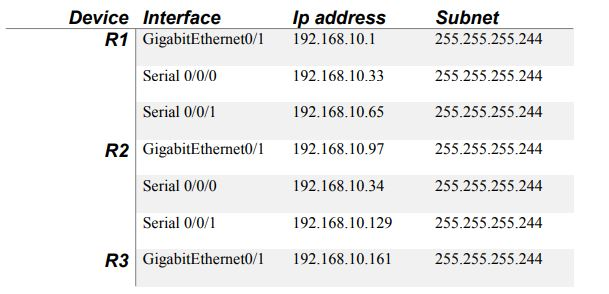 Device Interface Ip address Subnet
R1 GigabitEthernet0/1 192.168.10.1 255.255.255.244
Serial 0/0/0 192.168.10.33 255.255.255.244
Serial 0/0/1 192.168.10.65 255.255.255.244
R2 GigabitEthernet0/1 192.168.10.97 255.255.255.244
Serial 0/0/0 192.168.10.34 255.255.255.244
Serial 0/0/1 192.168.10.129 255.255.255.244
R3 GigabitEthernet0/1 192.168.10.161 255.255.255.244